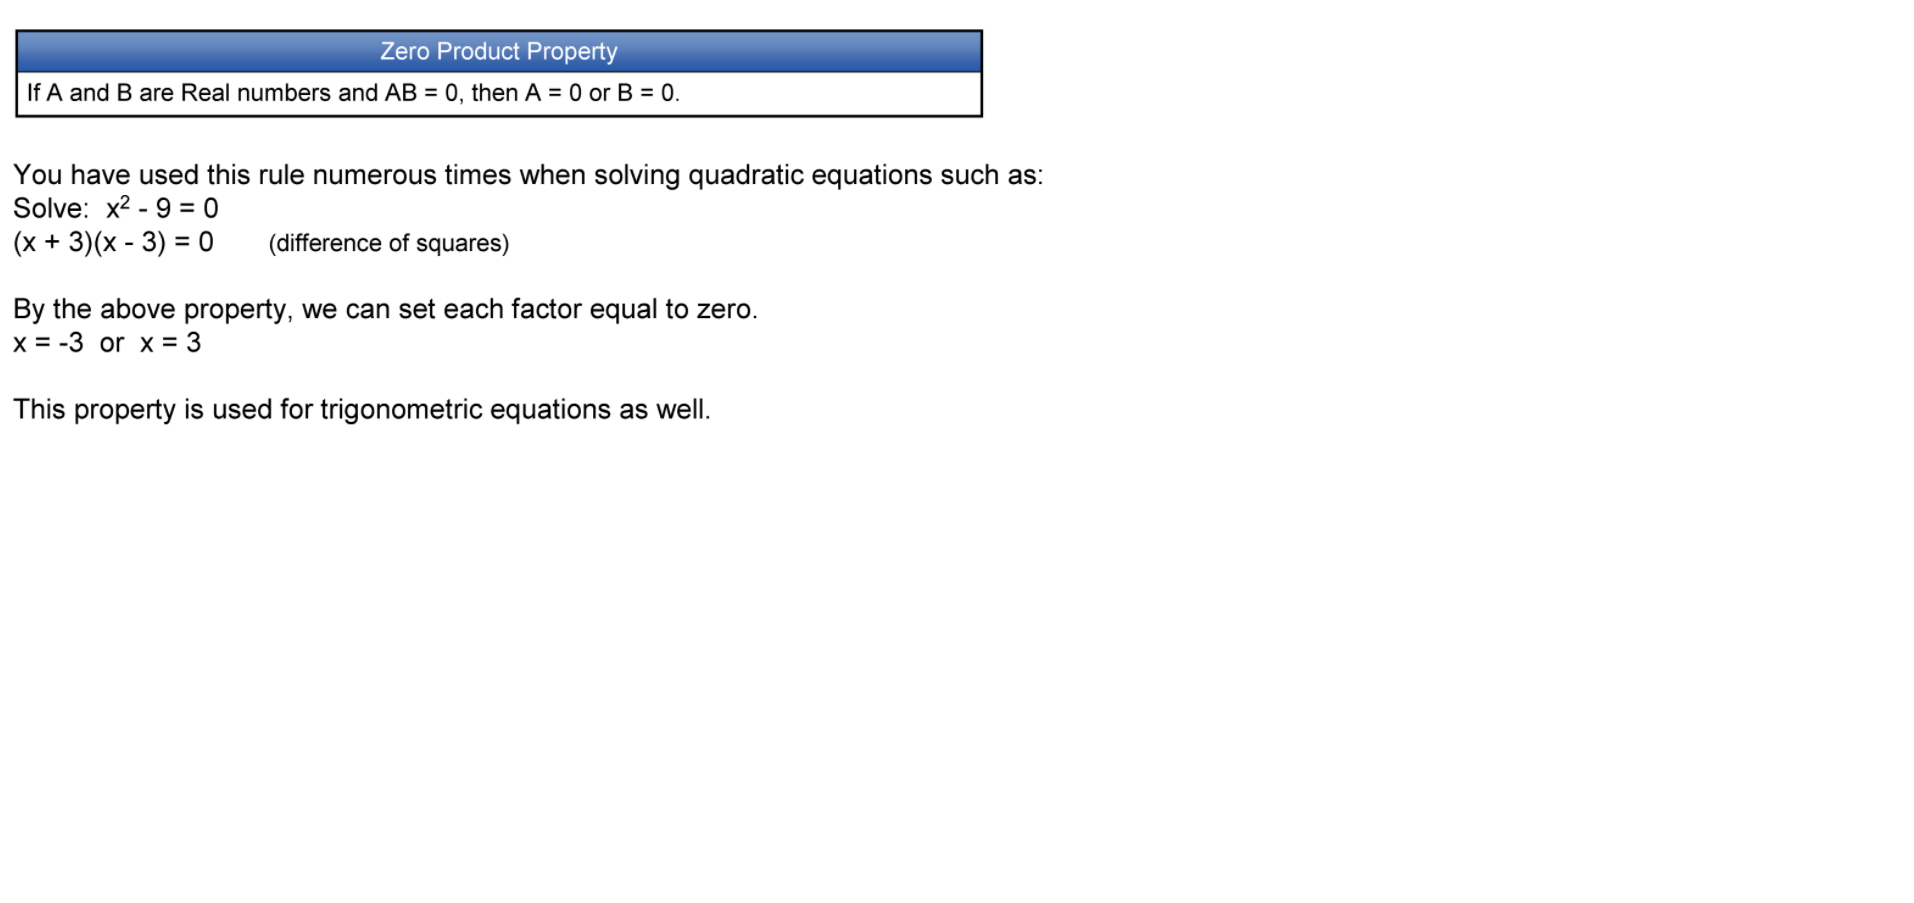 Zero Product Property
If A and B are Real numbers and AB = 0, then A = 0 or B = 0.
You have used this rule numerous times when solving quadratic equations such as:
Solve:  x² - 9 = 0
(x + 3)(x - 3) = 0 (difference of squares)
By the above property, we can set each factor equal to zero.
x = -3  or  x = 3
This property is used for trigonometric equations as well.